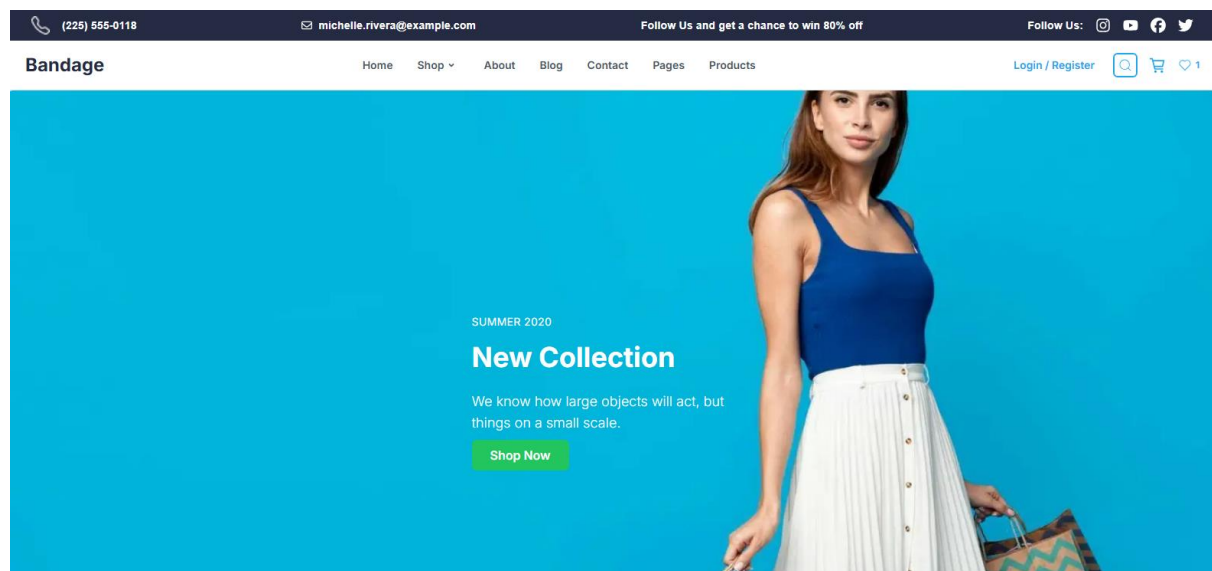 (225) 555-0118
michelle.rivera@example.com
Follow Us and get a chance to win 80% off
Follow Us:
Bandage
Home
Shop
About
Blog
Contact
Pages
Products
Login / Register
1
SUMMER 2020
New Collection
We know how large objects will act, but
things on a small scale.
Shop Now